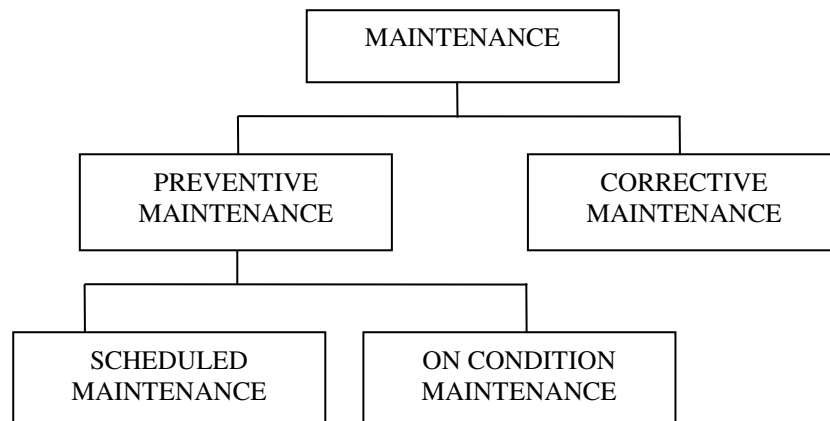 MAINTENANCE
PREVENTIVE
MAINTENANCE
CORRECTIVE
MAINTENANCE
SCHEDULED
MAINTENANCE
ON CONDITION
MAINTENANCE